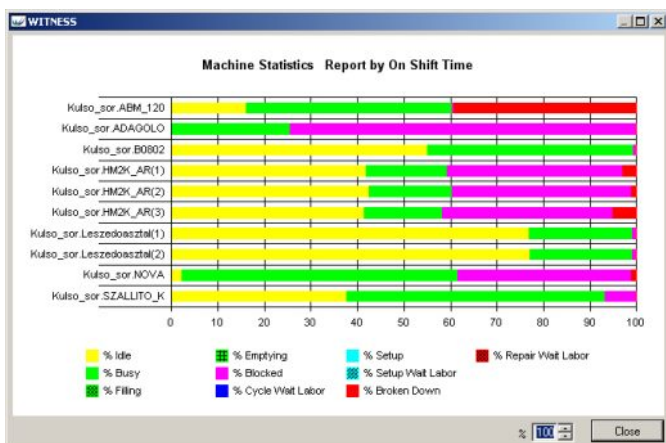 WITNESS
Machine Statistics Report by On Shift Time
Kulso_sor.ABM_120
Kulso_sor.ADAGOLO
Kulso_sor.B0802
Kulso_sor.HM2K_AR(1)
Kulso_sor.HM2K_AR(2)
Kulso_sor.HM2K_AR(3)
Kulso_sor.Leszedoasztal(1)
Kulso_sor.Leszedoasztal(2)
Kulso_sor.NOVA
Kulso_sor.SZALLITO_K
0 10 20 30 40 50 60 70 80 90 100
% Idle % Emptying % Setup % Repair Wait Labor
% Busy % Blocked % Setup Wait Labor
% Filling % Cycle Wait Labor % Broken Down
% 100 Close